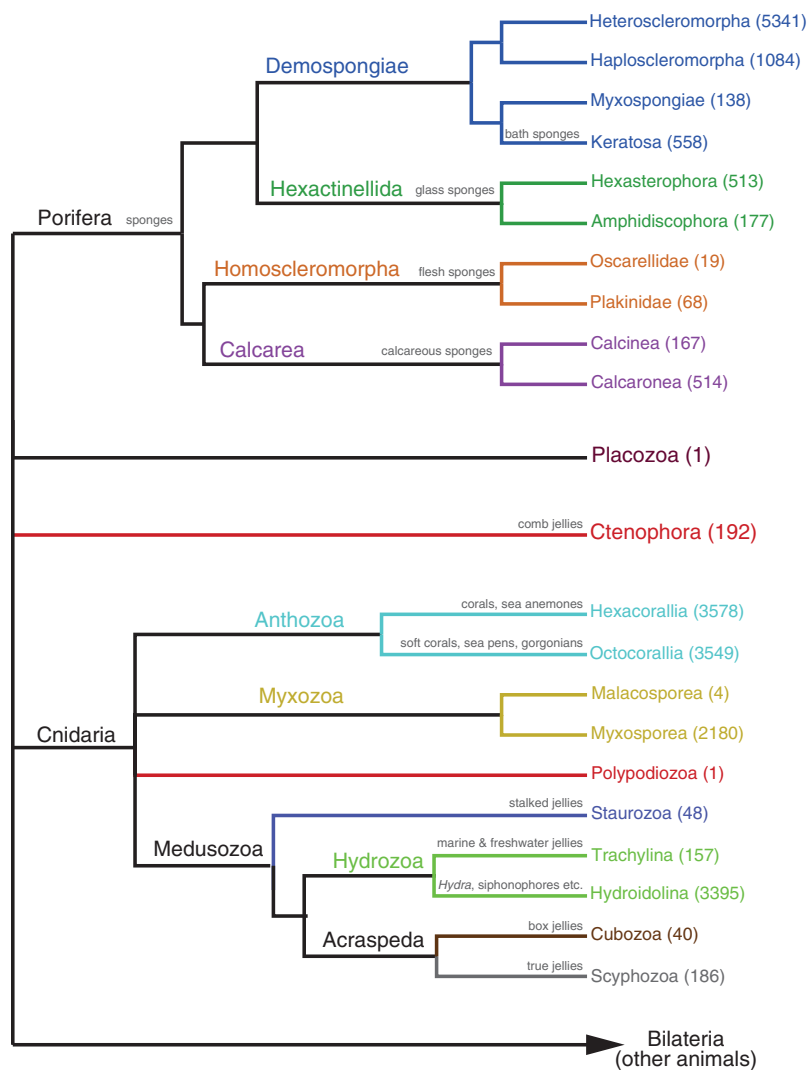 Heteroscleromorpha (5341)
Demospongiae
Haploscleromorpha (1084)
Myxospongiae (138)
bath sponges
Keratosa (558)
Hexactinellida
glass sponges
Hexasterophora (513)
Amphidiscophora (177)
Porifera
sponges
Homoscleromorpha
flesh sponges
Oscarellidae (19)
Plakinidae (68)
Calcarea
calcareous sponges
Calcinea (167)
Calcaronea (514)
Placozoa (1)
comb jellies
Ctenophora (192)
Anthozoa
corals, sea anemones
Hexacorallia (3578)
soft corals, sea pens, gorgonians
Octocorallia (3549)
Myxozoa
Malacosporea (4)
Myxosporea (2180)
Cnidaria
Polypodiozoa (1)
stalked jellies
Staurozoa (48)
Medusozoa
Hydrozoa
marine & freshwater jellies
Trachylina (157)
Hydra, siphonophores etc.
Hydroidolina (3395)
Acraspeda
box jellies
Cubozoa (40)
true jellies
Scyphozoa (186)
Bilateria
(other animals)